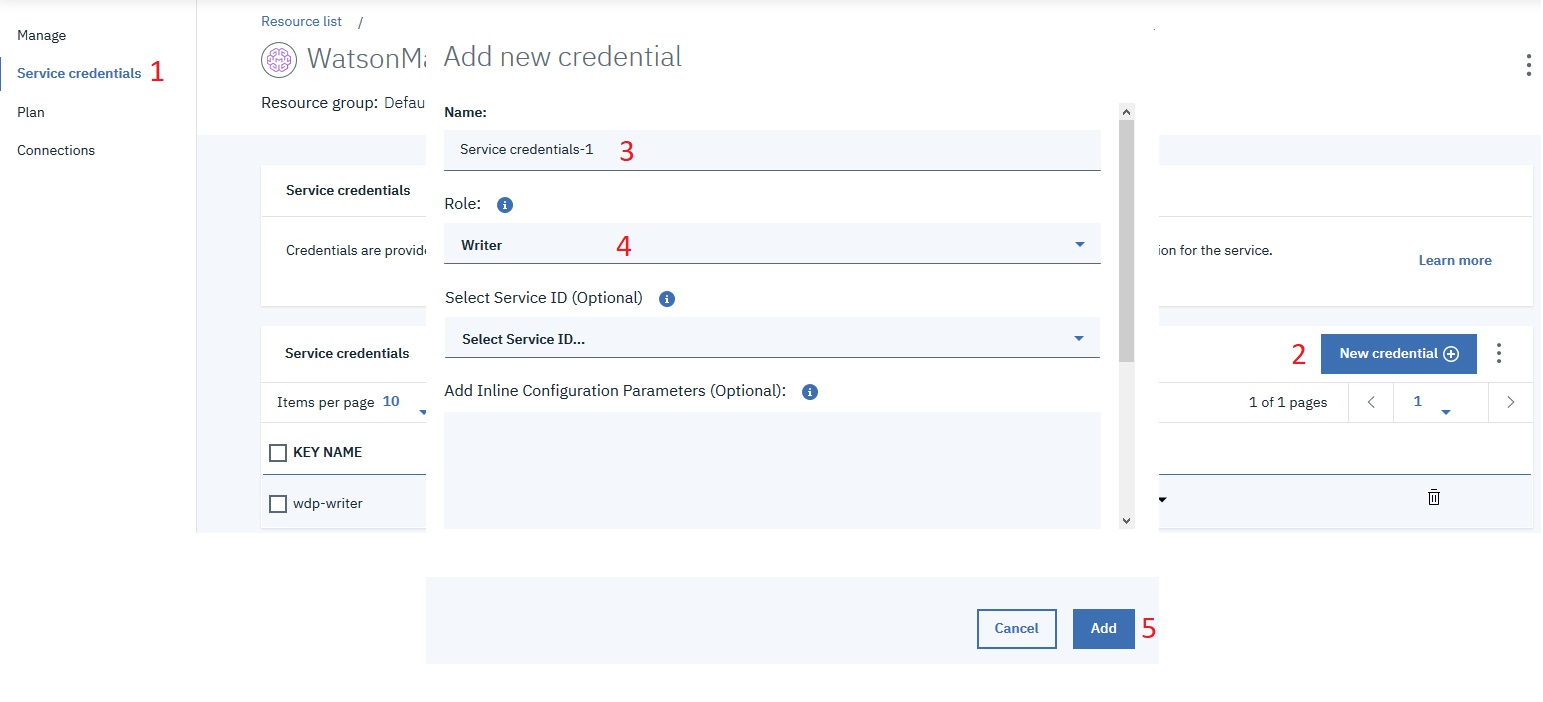 Manage
Service credentials 1
Plan
Connections
Resource list /
WatsonMa
Resource group: Defau
Service credentials
Credentials are provide
ion for the service.
Learn more
Service credentials
2 New credential
Items per page 10
1 of 1 pages
1
KEY NAME
wdp-writer
Add new credential
Name:
Service credentials-1 3
Role:
Writer 4
Select Service ID (Optional)
Select Service ID...
Add Inline Configuration Parameters (Optional):
Cancel
Add 5